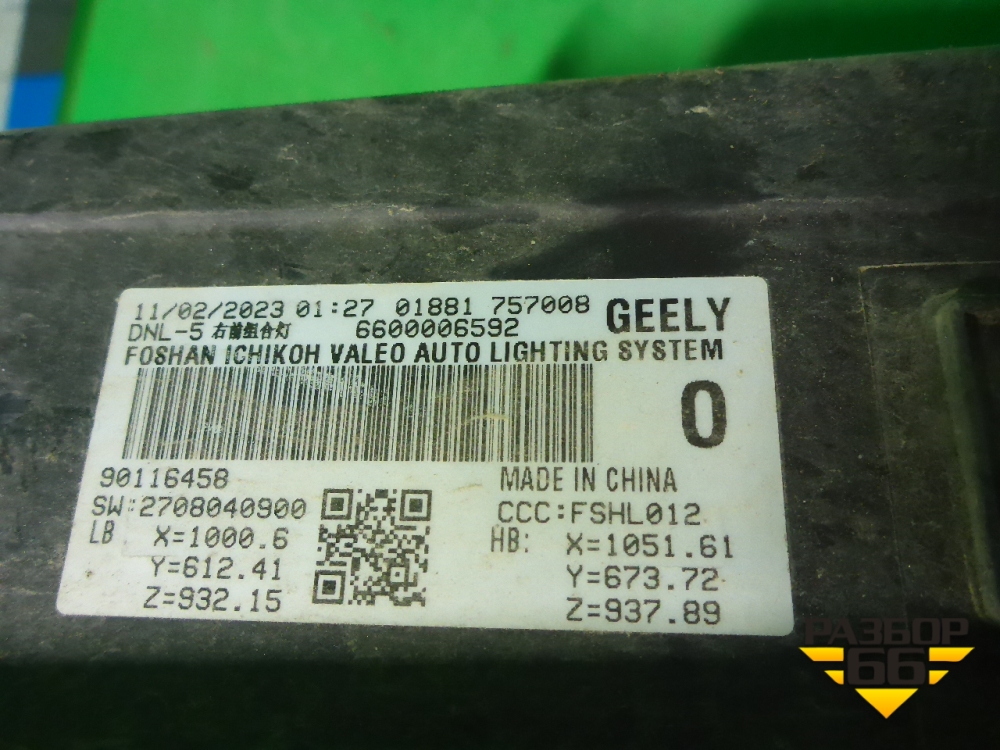 11/02/2023 01:27 01881 757008
GEELY
DNL-5 右前组合灯 6600006592
FOSHAN ICHIKOH VALEO AUTO LIGHTING SYSTEM
0
90116458
MADE IN CHINA
SW:2708040900
CCC:FSHL012
LB X=1000.6
HB: X=1051.61
Y=612.41
Y=673.72
Z=932.15
Z=937.89
РАЗБОР
66